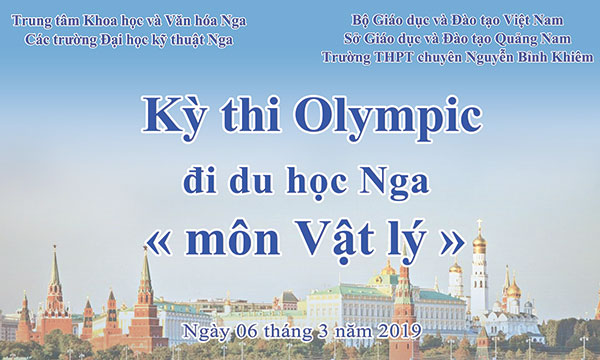 Trung tâm Khoa học và Văn hóa Nga
Các trường Đại học kỹ thuật Nga
Bộ Giáo dục và Đào tạo Việt Nam
Sở Giáo dục và Đào tạo Quảng Nam
Trường THPT chuyên Nguyễn Bỉnh Khiêm
Kỳ thi Olympic
đi du học Nga
« môn Vật lý »
Ngày 06 tháng 3 năm 2019